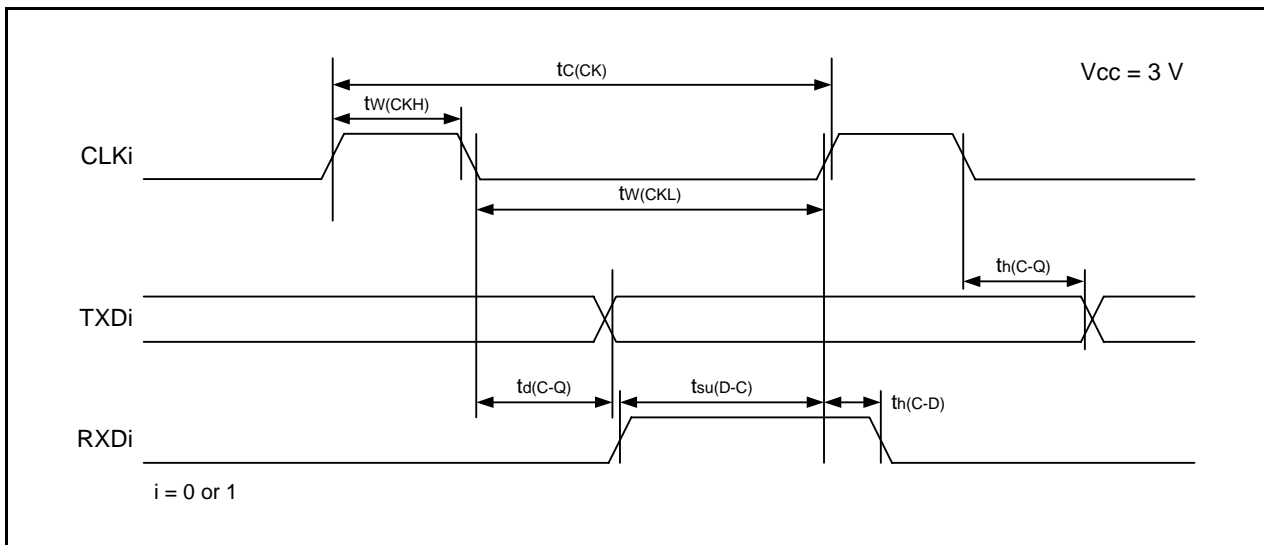 tC(CK)
Vcc = 3 V
tW(CKH)
CLKi
tW(CKL)
th(C-Q)
TXDi
td(C-Q)
tsu(D-C)
th(C-D)
RXDi
i = 0 or 1